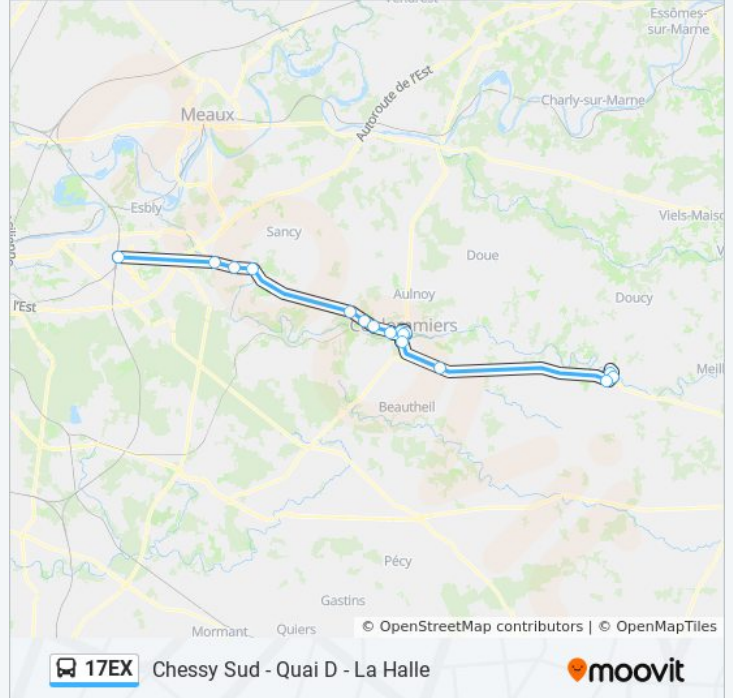 Essômes-
sur-Marne
Autoroute de l'Est
Charly-sur-Marne
Meaux
Esbly
Viels-Maiso
Sancy
Doue
l'Est
Aulnoy
Doucy
Meill
Beautheil
Pécy
Gastins
Mormant
Quiers
© OpenStreetMap contributors | © OpenMapTiles
17EX
Chessy Sud - Quai D - La Halle
moovit